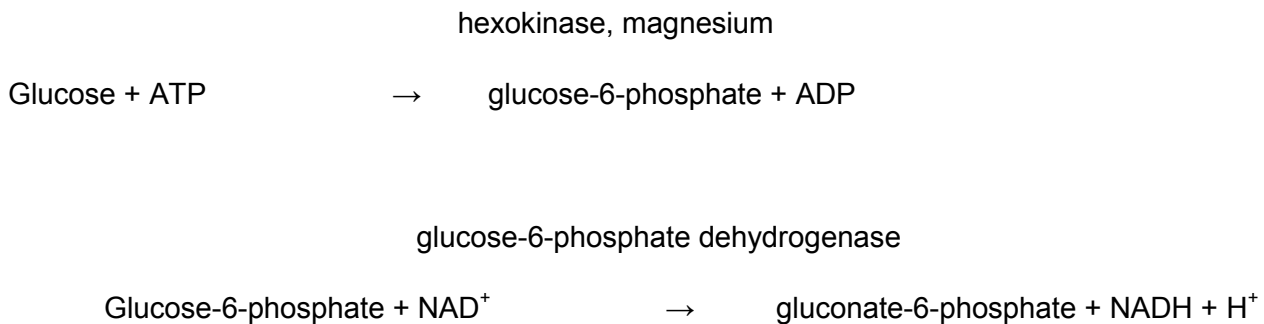 hexokinase, magnesium
Glucose + ATP → glucose-6-phosphate + ADP
glucose-6-phosphate dehydrogenase
Glucose-6-phosphate + NAD⁺ → gluconate-6-phosphate + NADH + H⁺